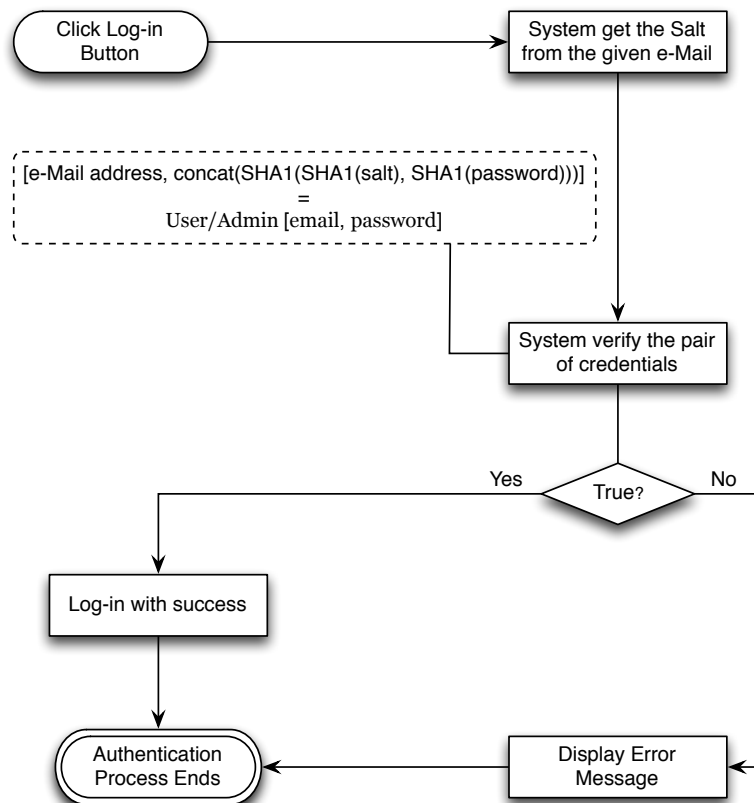 Click Log-in
Button
System get the Salt
from the given e-Mail
[e-Mail address, concat(SHA1(SHA1(salt), SHA1(password)))]
=
User/Admin [email, password]
System verify the pair
of credentials
Yes
True?
No
Log-in with success
Authentication
Process Ends
Display Error
Message